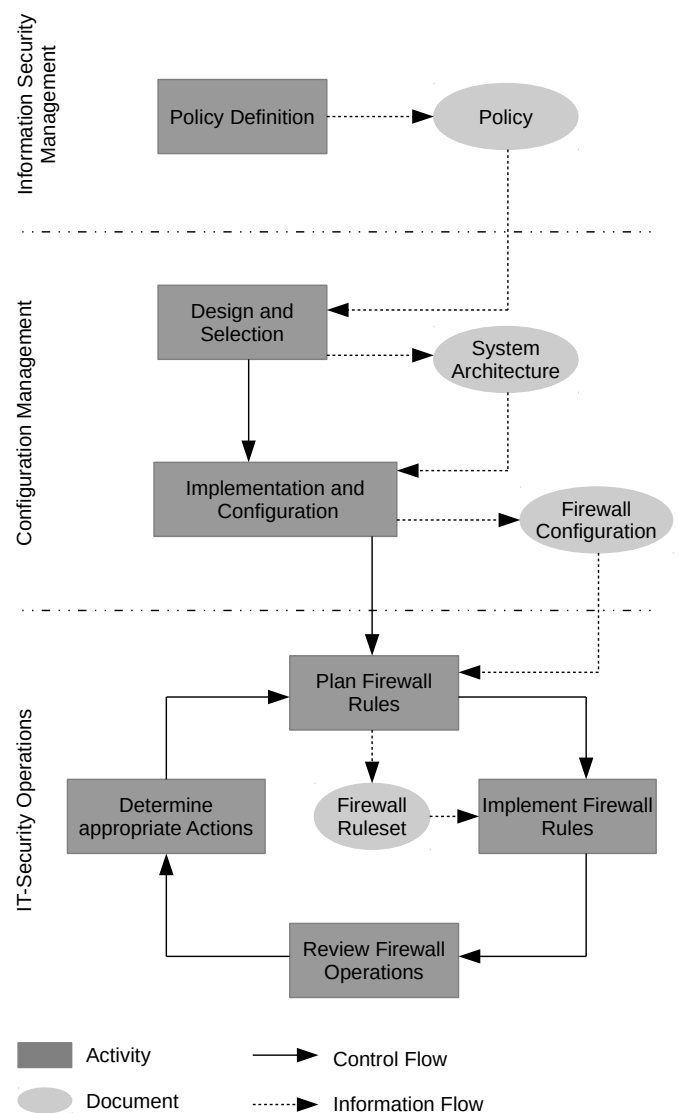 Information Security
Management
Policy Definition
Policy
Configuration Management
Design and
Selection
System
Architecture
Implementation and
Configuration
Firewall
Configuration
IT-Security Operations
Plan Firewall
Rules
Determine
appropriate Actions
Firewall
Ruleset
Implement Firewall
Rules
Review Firewall
Operations
Activity
Control Flow
Document
Information Flow